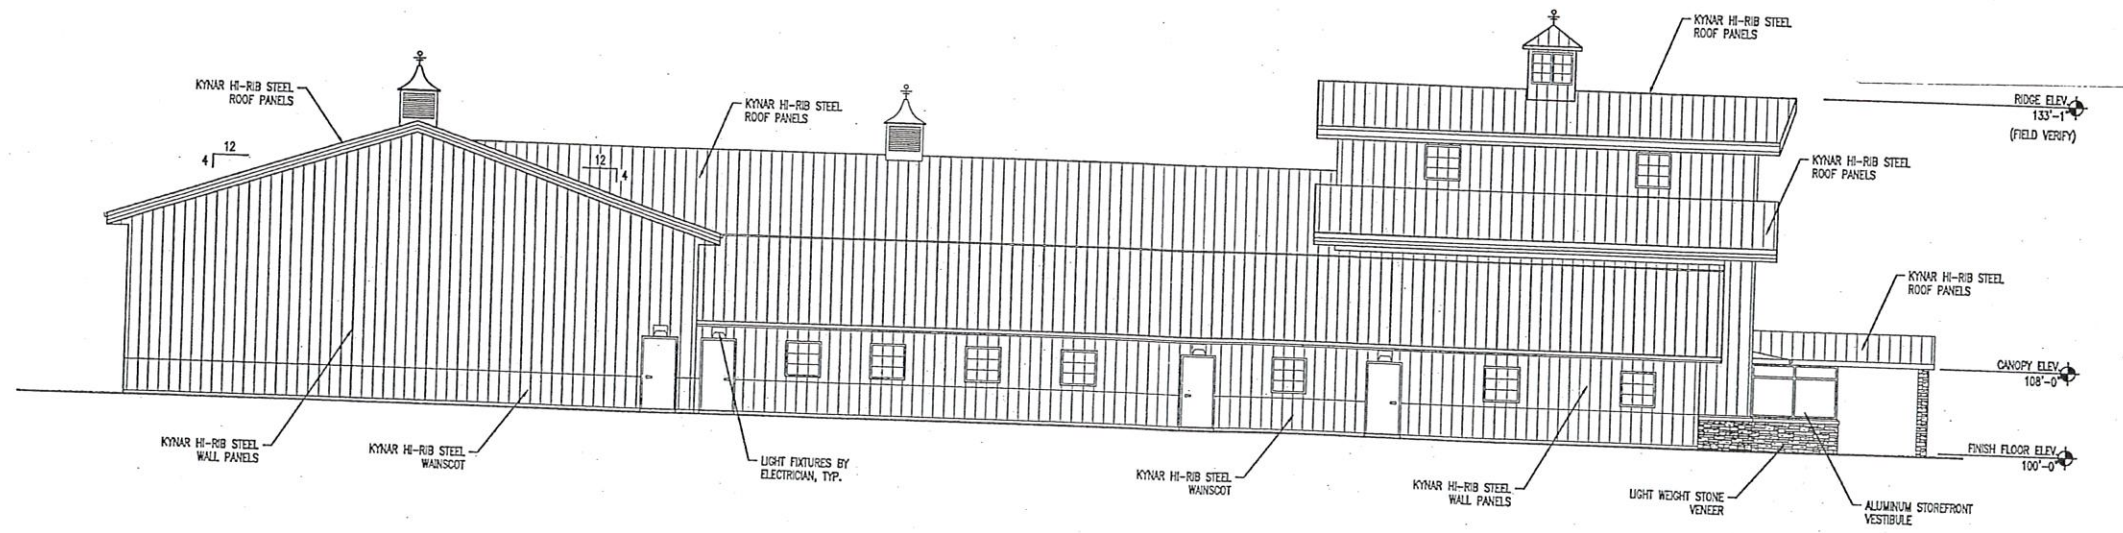 KYNAR HI-RIB STEEL
ROOF PANELS
RIDGE ELEV.
133'-1"
(FIELD VERIFY)
KYNAR HI-RIB STEEL
ROOF PANELS
KYNAR HI-RIB STEEL
ROOF PANELS
12
4
12
4
KYNAR HI-RIB STEEL
ROOF PANELS
KYNAR HI-RIB STEEL
ROOF PANELS
CANOPY ELEV.
108'-0"
KYNAR HI-RIB STEEL
WALL PANELS
KYNAR HI-RIB STEEL
WAINSCOT
LIGHT FIXTURES BY
ELECTRICIAN, TYP.
KYNAR HI-RIB STEEL
WAINSCOT
KYNAR HI-RIB STEEL
WALL PANELS
LIGHT WEIGHT STONE
VENEER
ALUMINUM STOREFRONT
VESTIBULE
FINISH FLOOR ELEV.
100'-0"